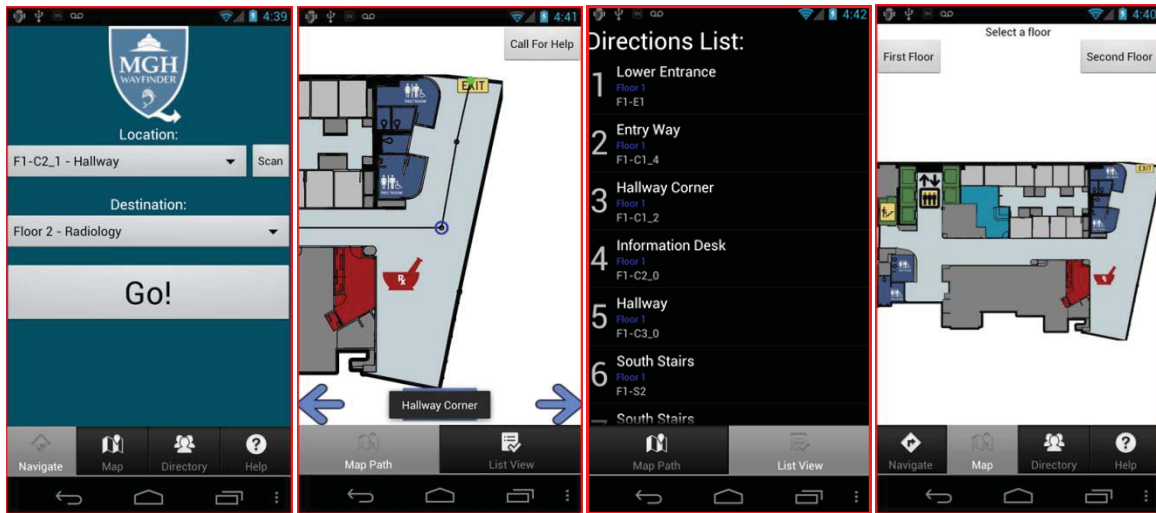 4:39
MGH
WAYFINDER
Location:
F1-C2_1 - Hallway
Scan
Destination:
Floor 2 - Radiology
Go!
Navigate
Map
Directory
Help
4:41
Call For Help
EXIT
RESTROOM
RESTROOM
Rx
Hallway Corner
Map Path
List View
4:42
Directions List:
1 Lower Entrance
Floor 1
F1-E1
2 Entry Way
Floor 1
F1-C1_4
3 Hallway Corner
Floor 1
F1-C1_2
4 Information Desk
Floor 1
F1-C2_0
5 Hallway
Floor 1
F1-C3_0
6 South Stairs
Floor 1
F1-S2
South Stairs
Map Path
List View
4:40
Select a floor
First Floor
Second Floor
EXIT
Navigate
Map
Directory
Help